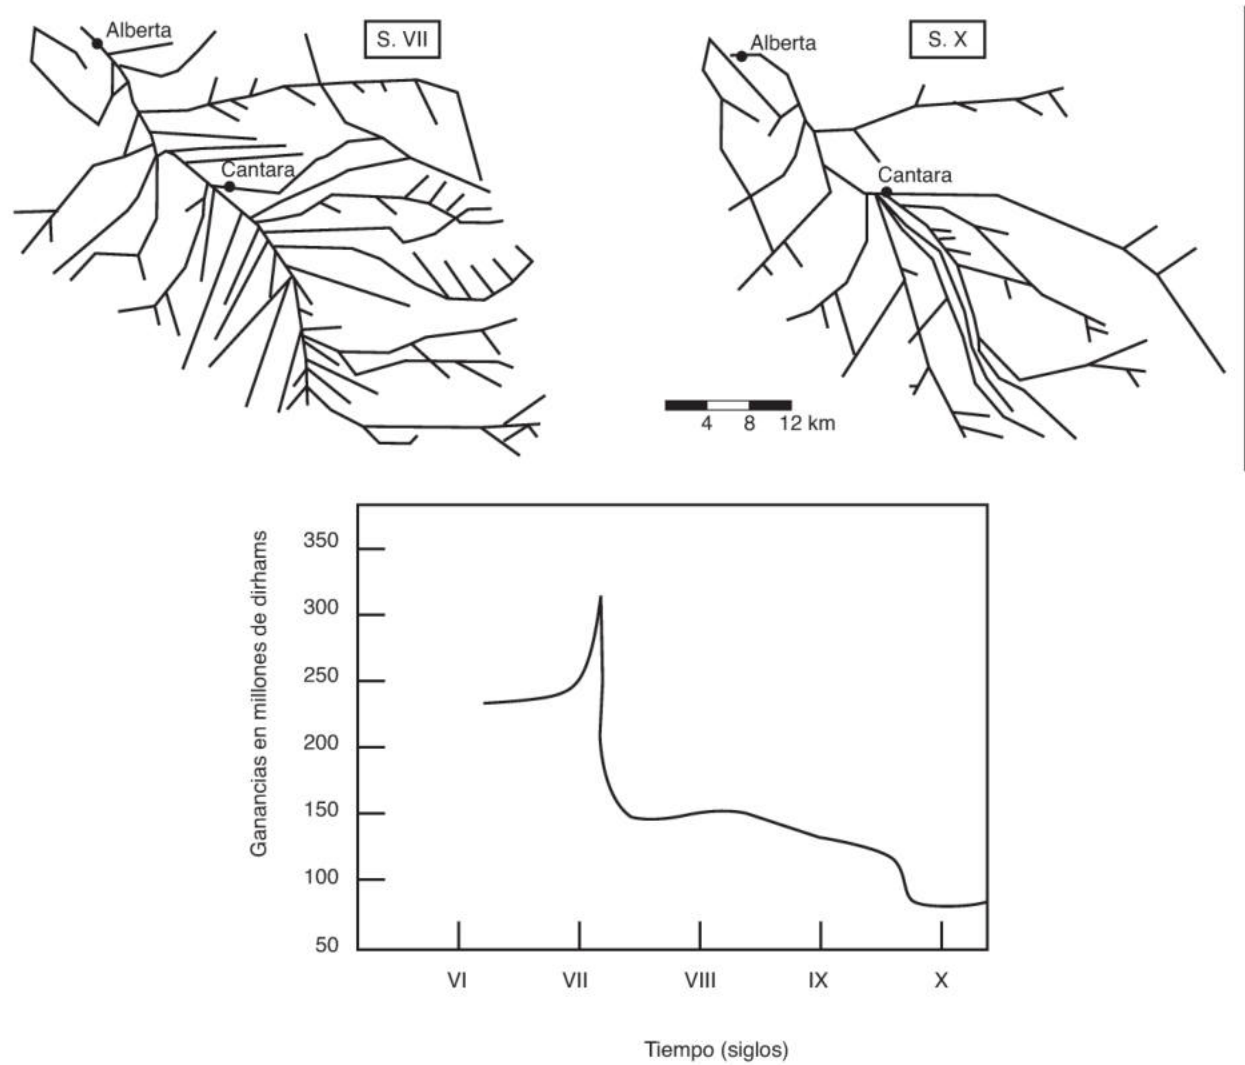 Alberta
S. VII
Cantara
Alberta
S. X
Cantara
4 8 12 km
Ganancias en millones de dirhams
350
300
250
200
150
100
50
VI VII VIII IX X
Tiempo (siglos)